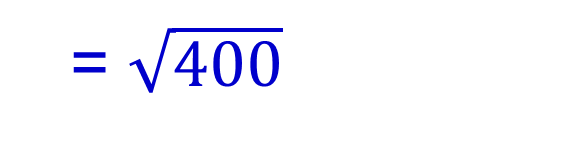 = √400